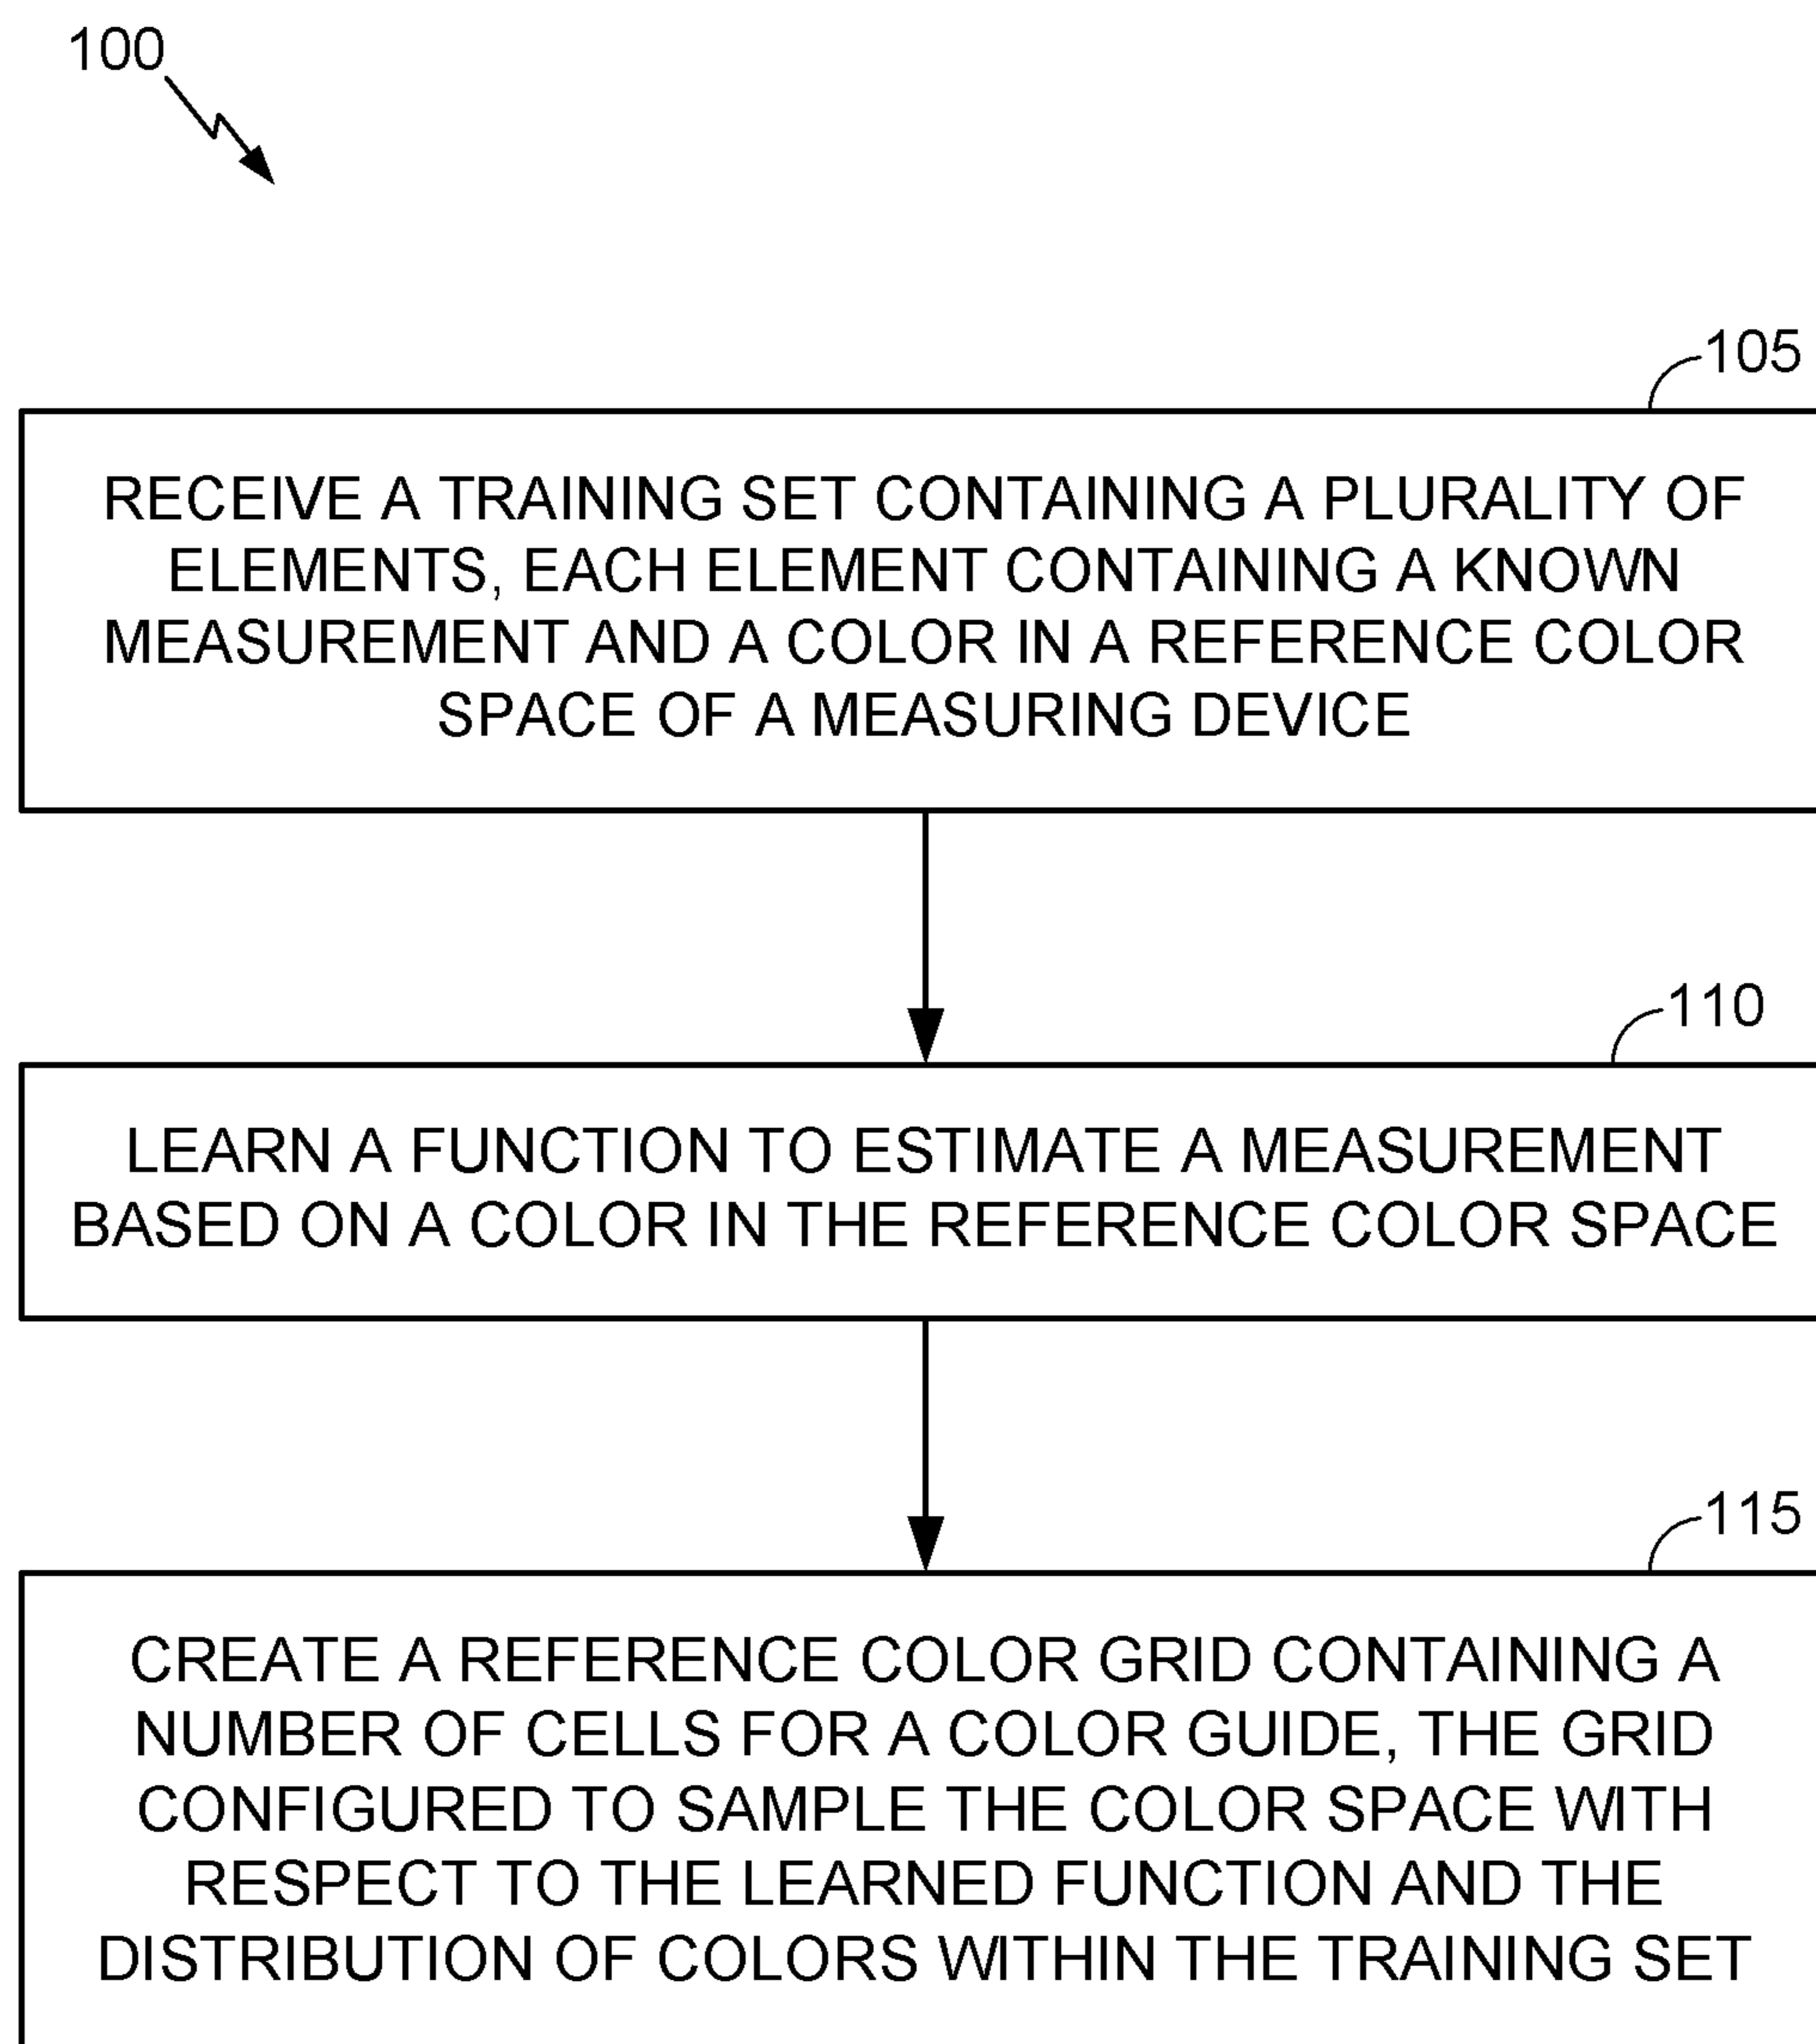 100
105
RECEIVE A TRAINING SET CONTAINING A PLURALITY OF
ELEMENTS, EACH ELEMENT CONTAINING A KNOWN
MEASUREMENT AND A COLOR IN A REFERENCE COLOR
SPACE OF A MEASURING DEVICE
110
LEARN A FUNCTION TO ESTIMATE A MEASUREMENT
BASED ON A COLOR IN THE REFERENCE COLOR SPACE
115
CREATE A REFERENCE COLOR GRID CONTAINING A
NUMBER OF CELLS FOR A COLOR GUIDE, THE GRID
CONFIGURED TO SAMPLE THE COLOR SPACE WITH
RESPECT TO THE LEARNED FUNCTION AND THE
DISTRIBUTION OF COLORS WITHIN THE TRAINING SET